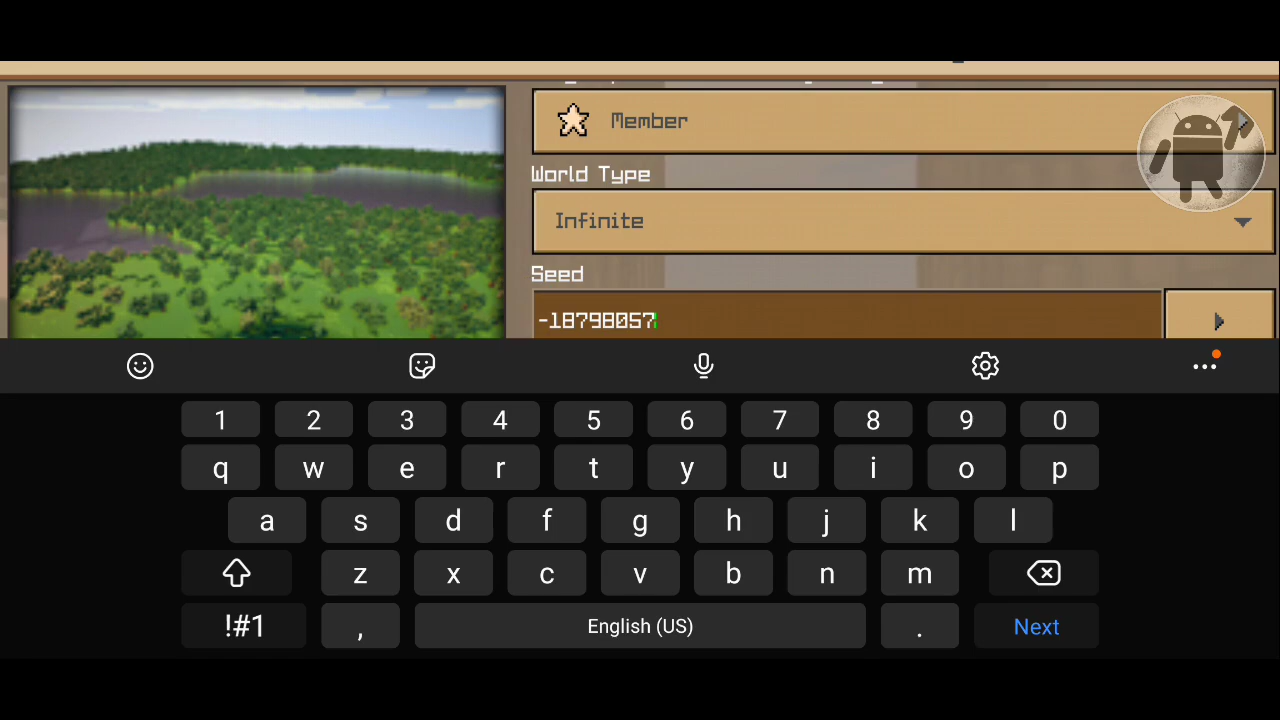 Member
World Type
Infinite
Seed
-18798057
1 2 3 4 5 6 7 8 9 0
q w e r t y u i o p
a s d f g h j k l
z x c v b n m
!#1 , English (US) . Next